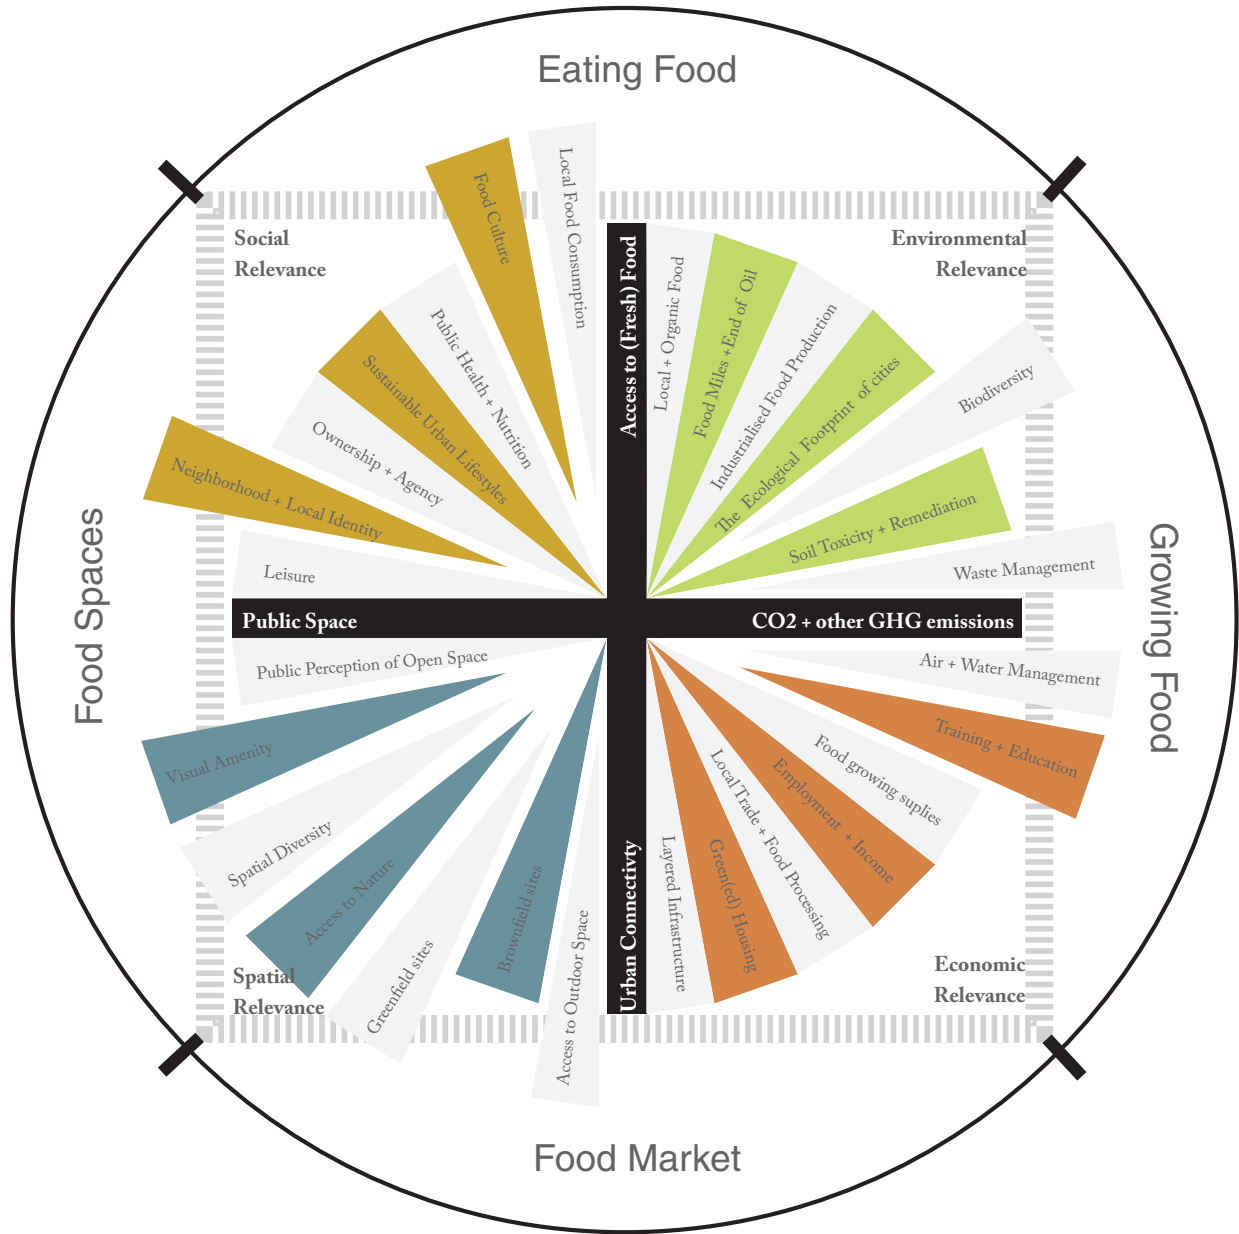 Eating Food
Social
Relevance
Environmental
Relevance
Food Culture
Local Food Consumption
Access to (Fresh) Food
Local + Organic Food
Food Miles +End of Oil
Industrialised Food Production
The Ecological Footprint of cities
Biodiversity
Soil Toxicity + Remediation
Waste Management
Public Health + Nutrition
Sustainable Urban Lifestyles
Ownership + Agency
Neighborhood + Local Identity
Leisure
Food Spaces
Growing Food
Public Space
CO2 + other GHG emissions
Public Perception of Open Space
Visual Amenity
Spatial Diversity
Access to Nature
Greenfield sites
Brownfield sites
Access to Outdoor Space
Urban Connectivty
Layered Infrastructure
Green(ed) Housing
Local Trade + Food Processing
Employment + Income
Food growing suplies
Training + Education
Air + Water Management
Spatial
Relevance
Economic
Relevance
Food Market